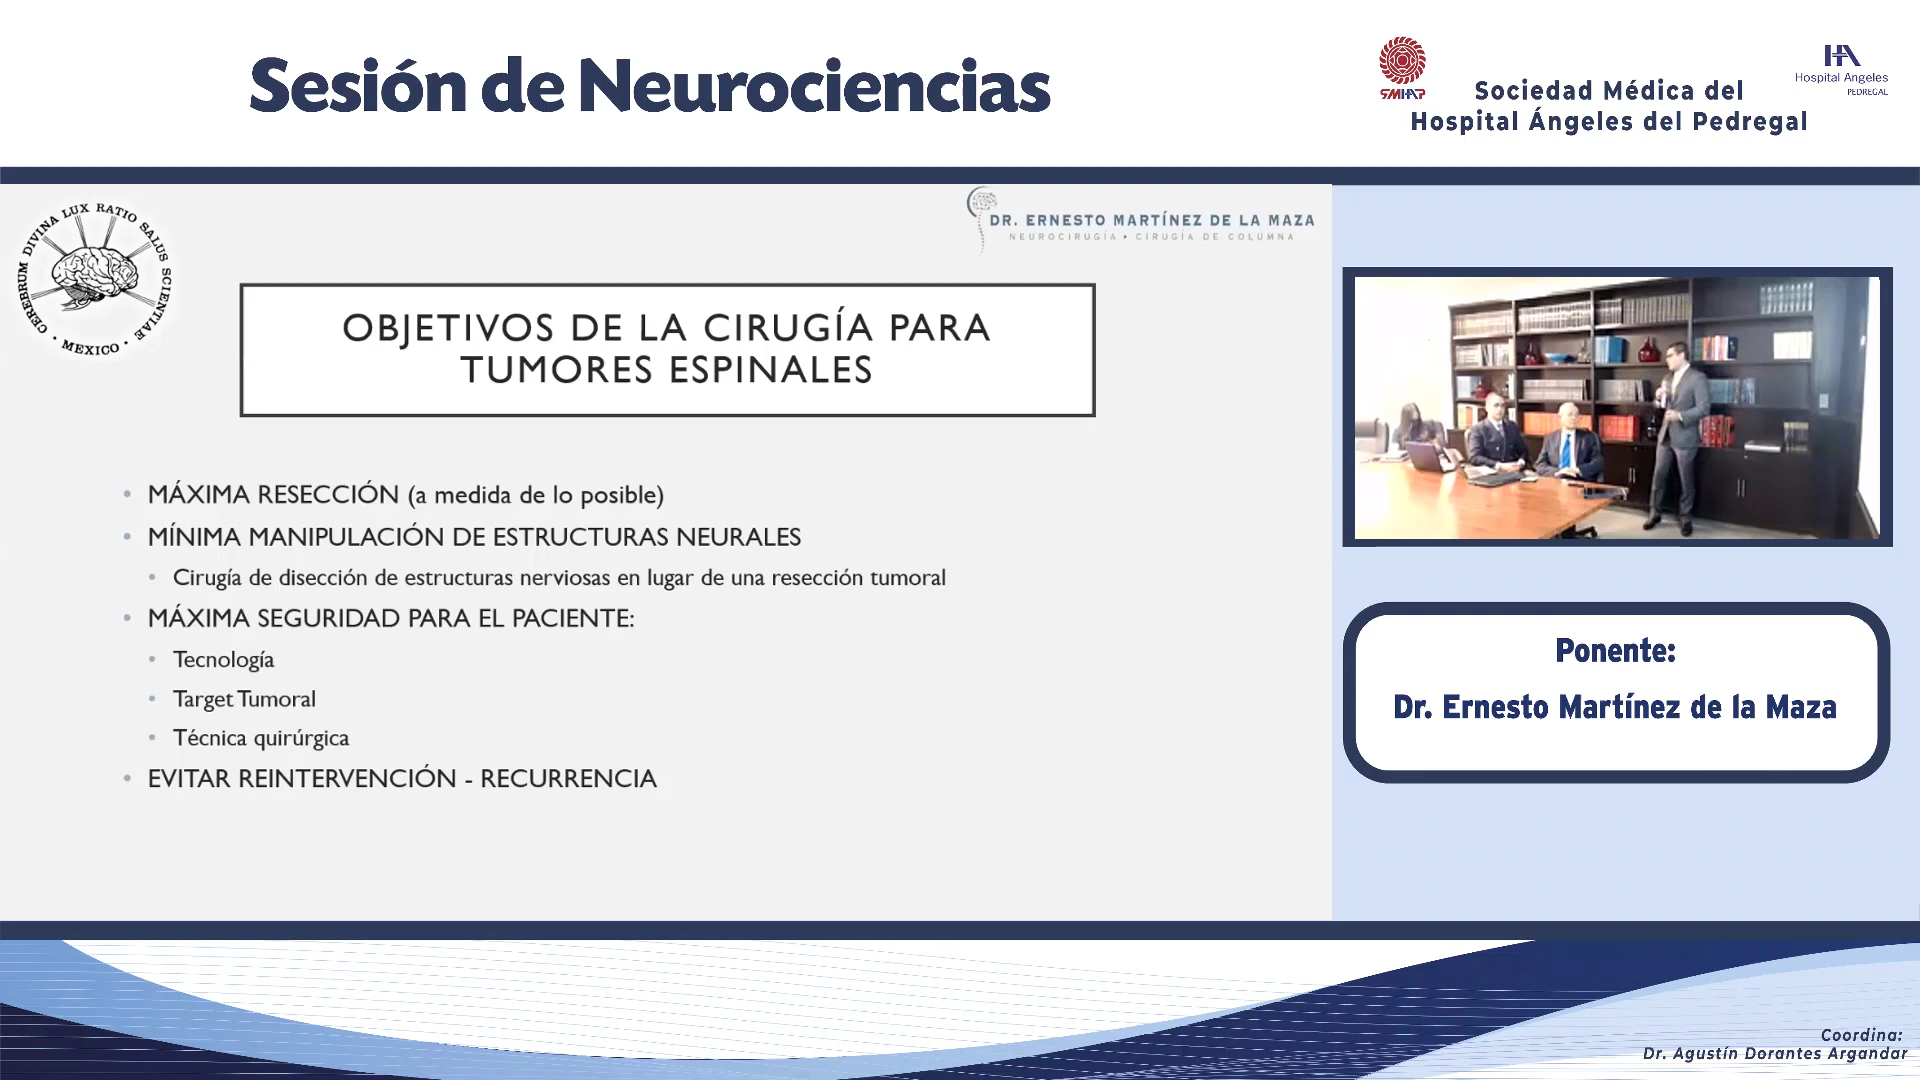 Sesión de Neurociencias
SMHAP
Sociedad Médica del
Hospital Ángeles del Pedregal
HA
Hospital Angeles
PEDREGAL
CEREBRUM DIVINA LUX RATIO SALUS SCIENTIAE
· MEXICO ·
DR. ERNESTO MARTÍNEZ DE LA MAZA
NEUROCIRUGÍA • CIRUGÍA DE COLUMNA
OBJETIVOS DE LA CIRUGÍA PARA
TUMORES ESPINALES
• MÁXIMA RESECCIÓN (a medida de lo posible)
• MÍNIMA MANIPULACIÓN DE ESTRUCTURAS NEURALES
• Cirugía de disección de estructuras nerviosas en lugar de una resección tumoral
• MÁXIMA SEGURIDAD PARA EL PACIENTE:
• Tecnología
• Target Tumoral
• Técnica quirúrgica
• EVITAR REINTERVENCIÓN - RECURRENCIA
Ponente:
Dr. Ernesto Martínez de la Maza
Coordina:
Dr. Agustín Dorantes Argandar